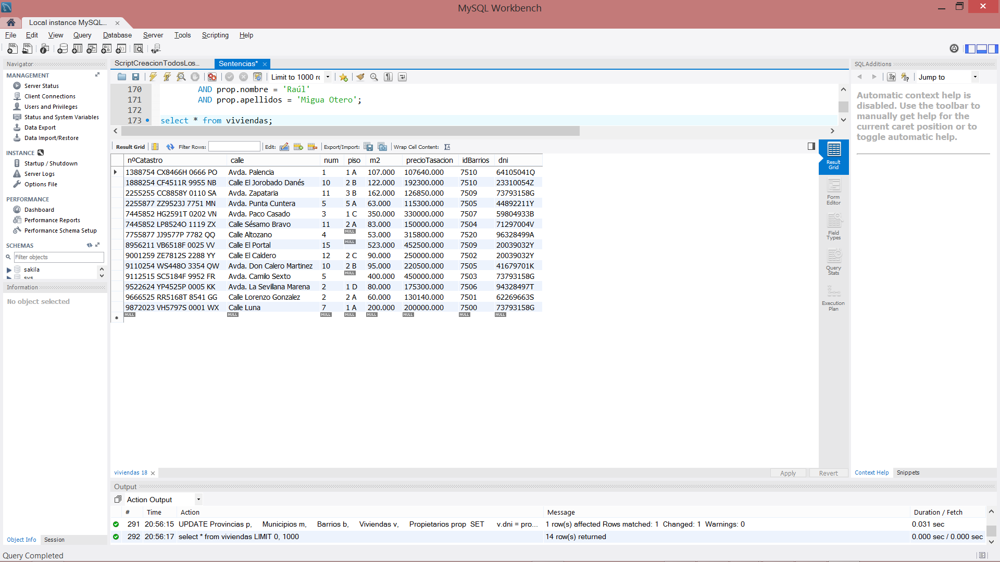 MySQL Workbench
Local instance MySQL...
File Edit View Query Database Server Tools Scripting Help
Navigator
MANAGEMENT
Server Status
Client Connections
Users and Privileges
Status and System Variables
Data Export
Data Import/Restore
INSTANCE
Startup / Shutdown
Server Logs
Options File
PERFORMANCE
Dashboard
Performance Reports
Performance Schema Setup
SCHEMAS
Filter objects
sakila
sys
Information
No object selected
Object Info Session
ScriptCreacionTodosLos... Sentencias*
Limit to 1000 rc
170 AND prop.nombre = 'Raúl'
171 AND prop.apellidos = 'Migua Otero';
172
173 select * from viviendas;
Result Grid Filter Rows: Edit: Export/Import: Wrap Cell Content: IA
nºCatastro calle num piso m2 precioTasacion idBarrios dni
1388754 CX8466H 0666 PO Avda. Palencia 1 1 A 107.000 107640.000 7510 64105041Q
1888254 CF4511R 9955 NB Calle El Jorobado Danés 10 2 B 122.000 192300.000 7510 23310054Z
2255255 CC8858Y 0110 SA Avda. Zapataria 11 3 B 162.000 126850.000 7509 73793158G
2255877 ZZ9523J 7751 MN Avda. Punta Cuntera 5 5 A 63.000 115300.000 7505 44892211Y
7445852 HG2591T 0202 VN Avda. Paco Casado 3 1 C 350.000 330000.000 7507 59804933B
7445852 LP8524O 1119 ZX Calle Sésamo Bravo 11 2 A 83.000 150000.000 7504 71297004V
7755877 JJ9577P 7782 QQ Calle Altozano 4 NULL 53.000 315800.000 7520 96328499A
8956211 VB6518F 0025 VV Calle El Portal 15 NULL 523.000 452500.000 7509 20039032Y
9001259 ZE7812S 2288 YY Calle El Caldero 12 2 C 90.000 250000.000 7502 20039032Y
9110254 WS448O 3354 QW Avda. Don Calero Martinez 10 2 B 95.000 220500.000 7505 41679701K
9112515 SC5184F 9952 FR Avda. Camilo Sexto 5 NULL 400.000 450000.000 7503 73793158G
9522624 YP4525P 0005 KK Avda. La Sevillana Marena 2 1 D 80.000 175300.000 7506 94328497T
9666525 RR5168T 8541 GG Calle Lorenzo Gonzalez 2 2 A 60.000 130140.000 7501 62269663S
9872023 VH5797S 0001 WX Calle Luna 7 1 A 200.000 200000.000 7500 73793158G
NULL NULL NULL NULL NULL NULL NULL NULL
Result Grid
Form Editor
Field Types
Query Stats
Execution Plan
viviendas 18
Apply Revert
SQLAdditions
Jump to
Automatic context help is
disabled. Use the toolbar to
manually get help for the
current caret position or to
toggle automatic help.
Context Help Snippets
Output
Action Output
# Time Action Message Duration / Fetch
291 20:56:15 UPDATE Provincias p, Municipios m, Barrios b, Viviendas v, Propietarios prop SET v.dni = pro... 1 row(s) affected Rows matched: 1 Changed: 1 Warnings: 0 0.031 sec
292 20:56:17 select * from viviendas LIMIT 0, 1000 14 row(s) returned 0.000 sec / 0.000 sec
Query Completed